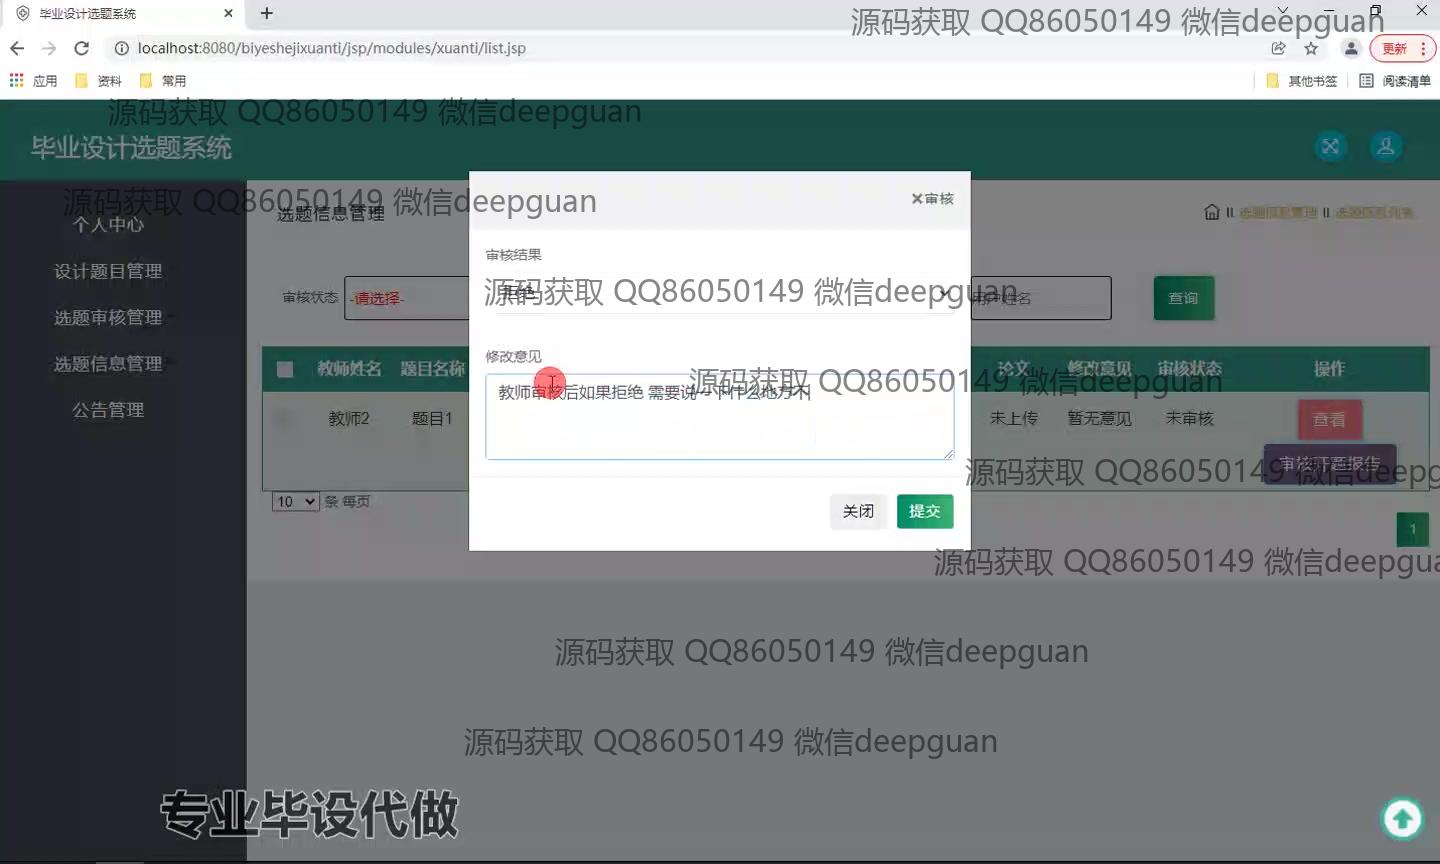 毕业设计选题系统
localhost:8080/biyeshejixuanti/jsp/modules/xuanti/list.jsp
更新
应用
资料
常用
其他书签
阅读清单
源码获取 QQ86050149 微信deepguan
源码获取 QQ86050149 微信deepguan
毕业设计选题系统
源码获取 QQ86050149 微信deepguan
个人中心
设计题目管理
选题审核管理
选题信息管理
公告管理
选题信息管理
审核状态
-请选择-
用户姓名
查询
教师姓名 题目名称 论文 修改意见 审核状态 操作
教师2 题目1 未上传 暂无意见 未审核 查看
审核开题报告
10 条 每页
1
×审核
审核结果
拒绝
源码获取 QQ86050149 微信deepguan
修改意见
教师审核后如果拒绝 需要说一下什么地方不
源码获取 QQ86050149 微信deepguan
关闭
提交
源码获取 QQ86050149 微信deepg
源码获取 QQ86050149 微信deepgua
源码获取 QQ86050149 微信deepguan
源码获取 QQ86050149 微信deepguan
专业毕设代做